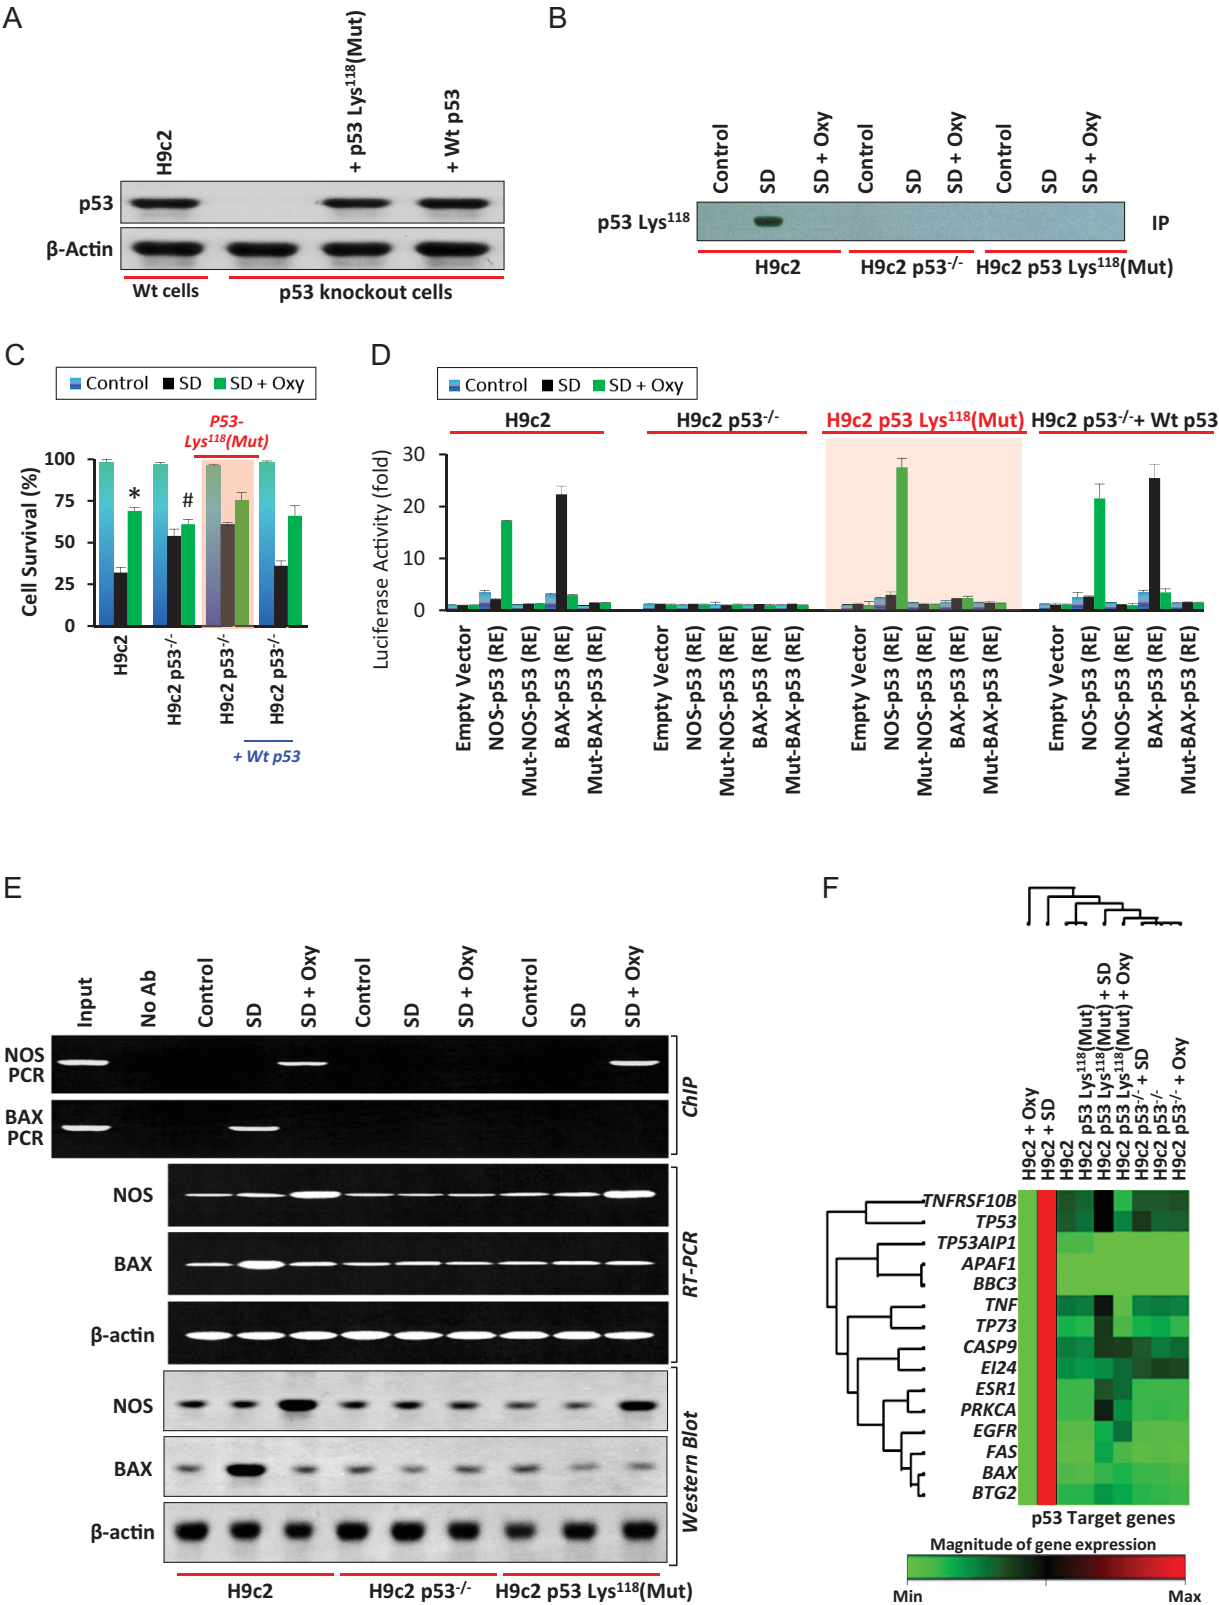 A
H9c2
+ p53 Lys118(Mut)
+ Wt p53
p53
β-Actin
Wt cells
p53 knockout cells
B
Control
SD
SD + Oxy
Control
SD
SD + Oxy
Control
SD
SD + Oxy
p53 Lys118
IP
H9c2
H9c2 p53-/-
H9c2 p53 Lys118(Mut)
C
Control
SD
SD + Oxy
P53-
Lys118(Mut)
Cell Survival (%)
100
75
50
25
0
*
#
H9c2
H9c2 p53-/-
H9c2 p53-/-
H9c2 p53-/-
+ Wt p53
D
Control
SD
SD + Oxy
H9c2
H9c2 p53-/-
H9c2 p53 Lys118(Mut)
H9c2 p53-/-+ Wt p53
Luciferase Activity (fold)
30
20
10
0
Empty Vector
NOS-p53 (RE)
Mut-NOS-p53 (RE)
BAX-p53 (RE)
Mut-BAX-p53 (RE)
Empty Vector
NOS-p53 (RE)
Mut-NOS-p53 (RE)
BAX-p53 (RE)
Mut-BAX-p53 (RE)
Empty Vector
NOS-p53 (RE)
Mut-NOS-p53 (RE)
BAX-p53 (RE)
Mut-BAX-p53 (RE)
Empty Vector
NOS-p53 (RE)
Mut-NOS-p53 (RE)
BAX-p53 (RE)
Mut-BAX-p53 (RE)
E
Input
No Ab
Control
SD
SD + Oxy
Control
SD
SD + Oxy
Control
SD
SD + Oxy
NOS
PCR
BAX
PCR
ChIP
NOS
BAX
β-actin
RT-PCR
NOS
BAX
β-actin
Western Blot
H9c2
H9c2 p53-/-
H9c2 p53 Lys118(Mut)
F
H9c2 + Oxy
H9c2 + SD
H9c2
H9c2 p53 Lys118(Mut)
H9c2 p53 Lys118(Mut) + SD
H9c2 p53 Lys118(Mut) + Oxy
H9c2 p53-/- + SD
H9c2 p53-/-
H9c2 p53-/- + Oxy
TNFRSF10B
TP53
TP53AIP1
APAF1
BBC3
TNF
TP73
CASP9
EI24
ESR1
PRKCA
EGFR
FAS
BAX
BTG2
p53 Target genes
Magnitude of gene expression
Min
Max